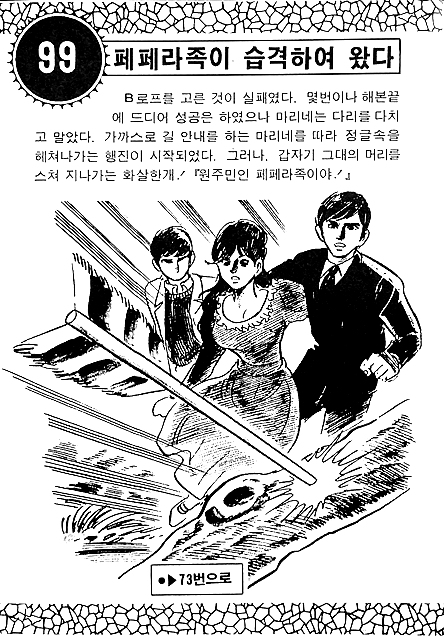 99
페페라족이 습격하여 왔다
B로프를 고른 것이 실패였다. 몇번이나 해본끝
에 드디어 성공은 하였으나 마리네는 다리를 다치
고 말았다. 가까스로 길 안내를 하는 마리네를 따라 정글속을
헤쳐나가는 행진이 시작되었다. 그러나, 갑자기 그대의 머리를
스쳐 지나가는 화살한개.! 『원주민인 페페라족이야.!』
●▶73번으로